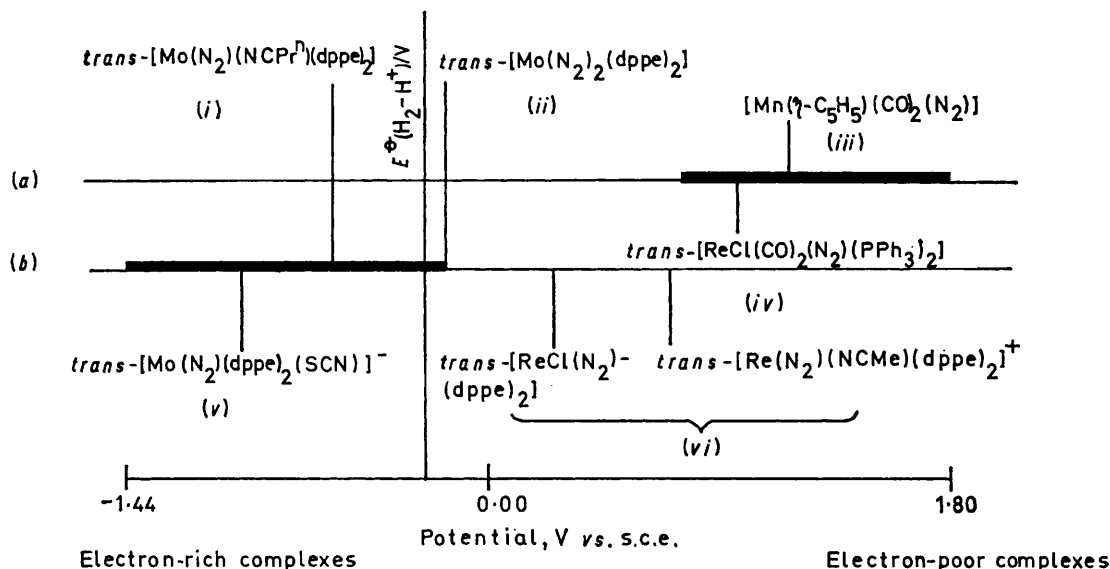 trans-[Mo(N₂)(NCPrⁿ)(dppe)₂]
(i)
E⦵(H₂-H⁺)/V
trans-[Mo(N₂)₂(dppe)₂]
(ii)
[Mn(η-C₅H₅)(CO)₂(N₂)]
(iii)
(a)
trans-[ReCl(CO)₂(N₂)(PPh₃)₂]
(iv)
(b)
trans-[Mo(N₂)(dppe)₂(SCN)]⁻
(v)
trans-[ReCl(N₂)-
(dppe)₂]
trans-[Re(N₂)(NCMe)(dppe)₂]⁺
(vi)
-1·44
0·00
1·80
Potential, V vs. s.c.e.
Electron-rich complexes
Electron-poor complexes